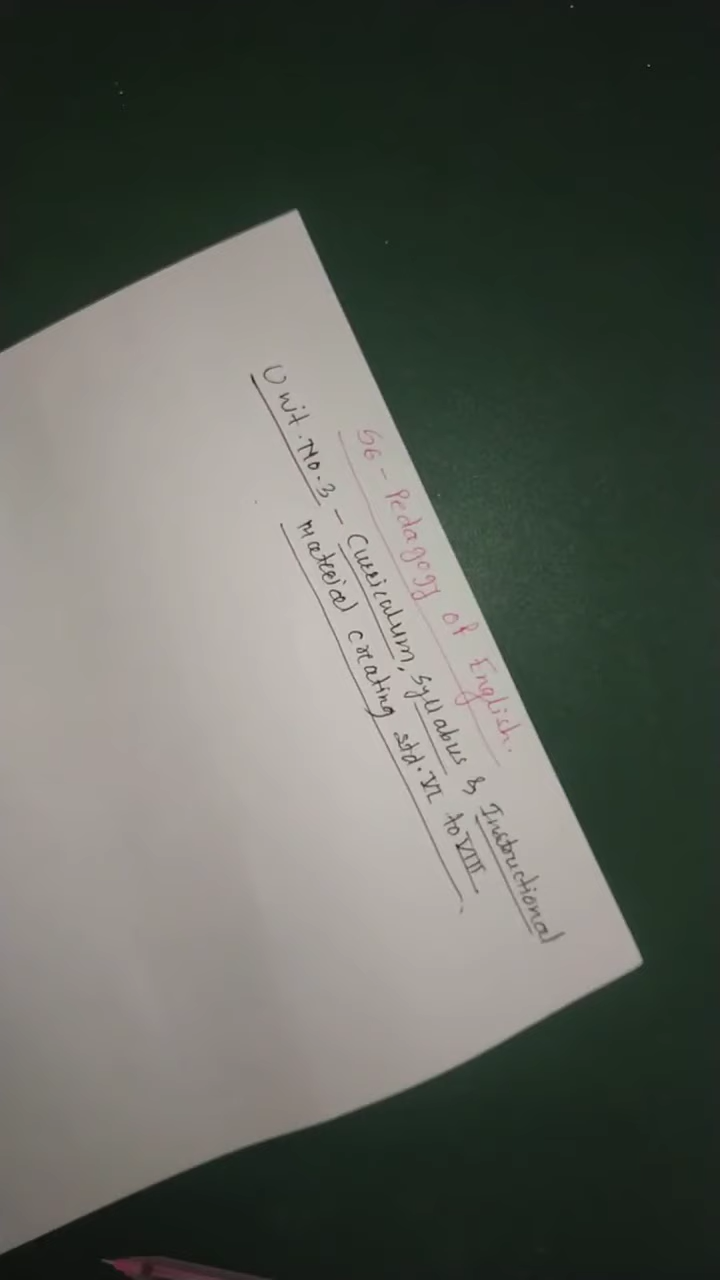 56 - Pedagogy of English.
Unit.No.3 - Curriculum, Syllabus & Instructional
Material creating std.VI to VIII